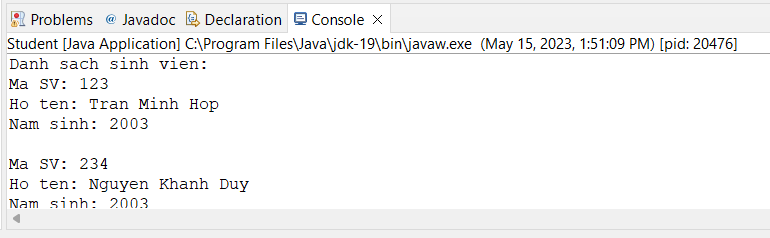 Problems @ Javadoc Declaration Console
Student [Java Application] C:\Program Files\Java\jdk-19\bin\javaw.exe (May 15, 2023, 1:51:09 PM) [pid: 20476]
Danh sach sinh vien:
Ma SV: 123
Ho ten: Tran Minh Hop
Nam sinh: 2003
Ma SV: 234
Ho ten: Nguyen Khanh Duy
Nam sinh: 2003